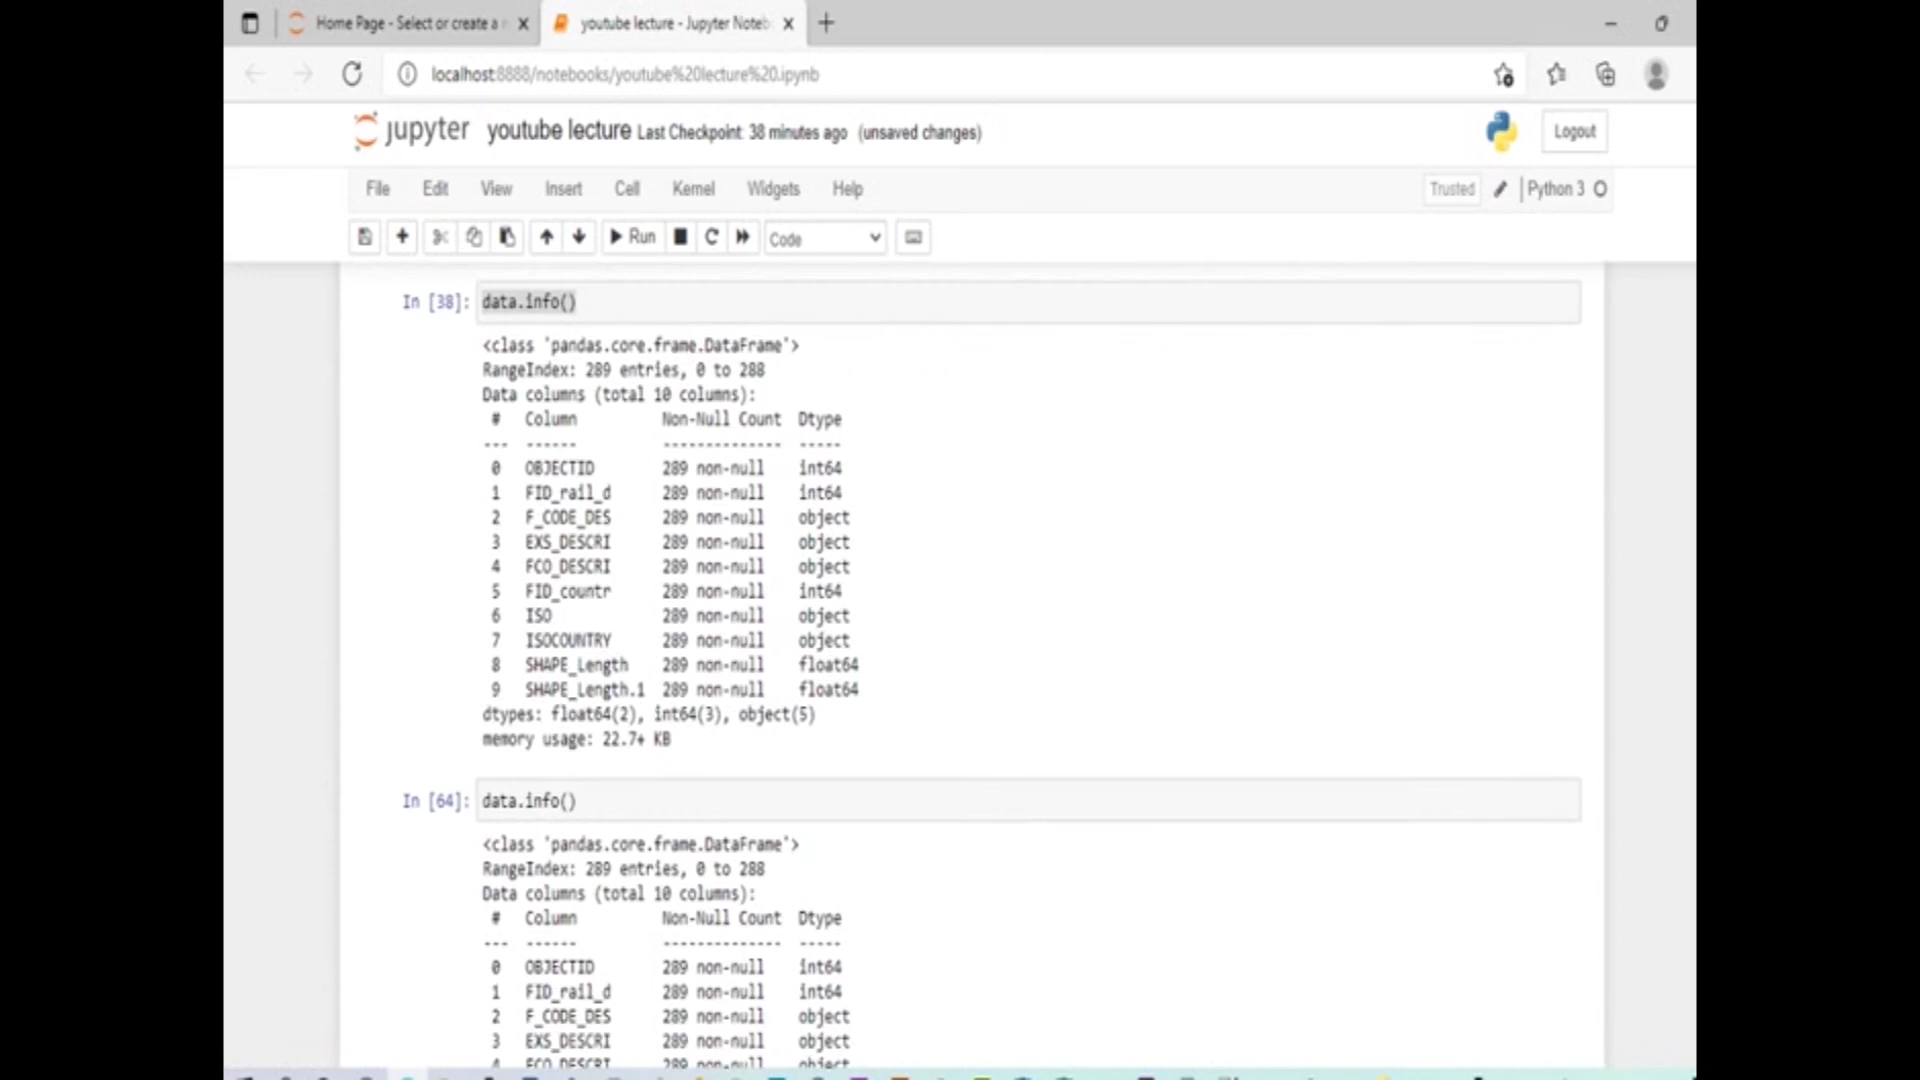 Home Page - Select or create a n
youtube lecture - Jupyter Noteb
localhost:8888/notebooks/youtube%20lecture%20.ipynb
jupyter youtube lecture Last Checkpoint: 38 minutes ago (unsaved changes)
Logout
File Edit View Insert Cell Kernel Widgets Help
Trusted Python 3
Run Code
In [38]: data.info()
<class 'pandas.core.frame.DataFrame'>
RangeIndex: 289 entries, 0 to 288
Data columns (total 10 columns):
# Column Non-Null Count Dtype
--- ------ -------------- -----
0 OBJECTID 289 non-null int64
1 FID_rail_d 289 non-null int64
2 F_CODE_DES 289 non-null object
3 EXS_DESCRI 289 non-null object
4 FCO_DESCRI 289 non-null object
5 FID_countr 289 non-null int64
6 ISO 289 non-null object
7 ISOCOUNTRY 289 non-null object
8 SHAPE_Length 289 non-null float64
9 SHAPE_Length.1 289 non-null float64
dtypes: float64(2), int64(3), object(5)
memory usage: 22.7+ KB
In [64]: data.info()
<class 'pandas.core.frame.DataFrame'>
RangeIndex: 289 entries, 0 to 288
Data columns (total 10 columns):
# Column Non-Null Count Dtype
--- ------ -------------- -----
0 OBJECTID 289 non-null int64
1 FID_rail_d 289 non-null int64
2 F_CODE_DES 289 non-null object
3 EXS_DESCRI 289 non-null object
4 FCO_DESCRI 289 non-null object